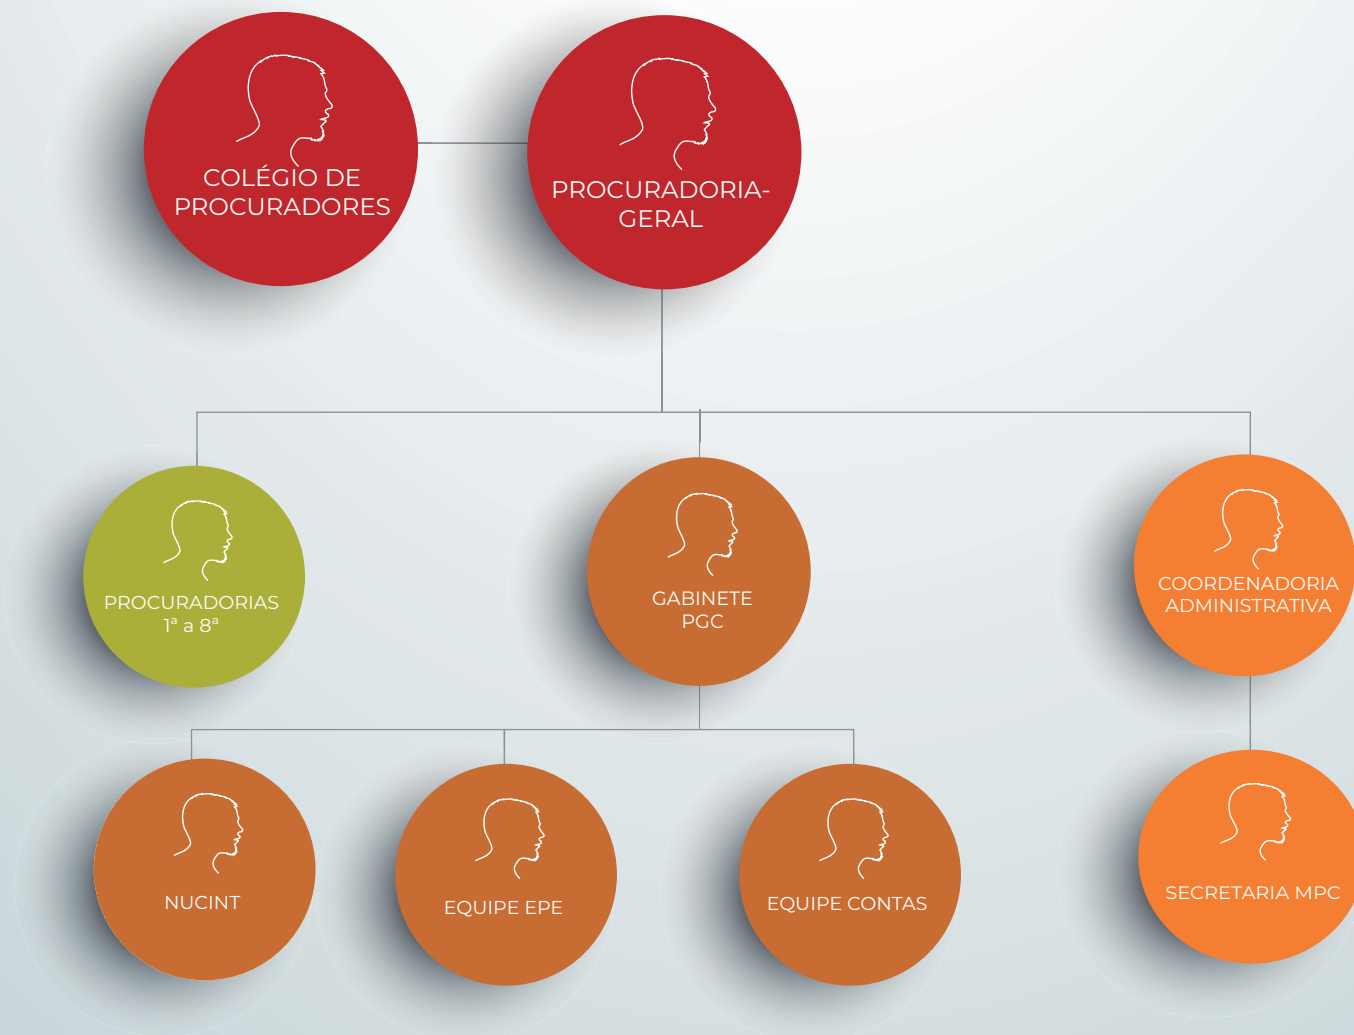 COLÉGIO DE
PROCURADORES
PROCURADORIA-
GERAL
PROCURADORIAS
1ª a 8ª
GABINETE
PGC
COORDENADORIA
ADMINISTRATIVA
NUCINT
EQUIPE EPE
EQUIPE CONTAS
SECRETARIA MPC